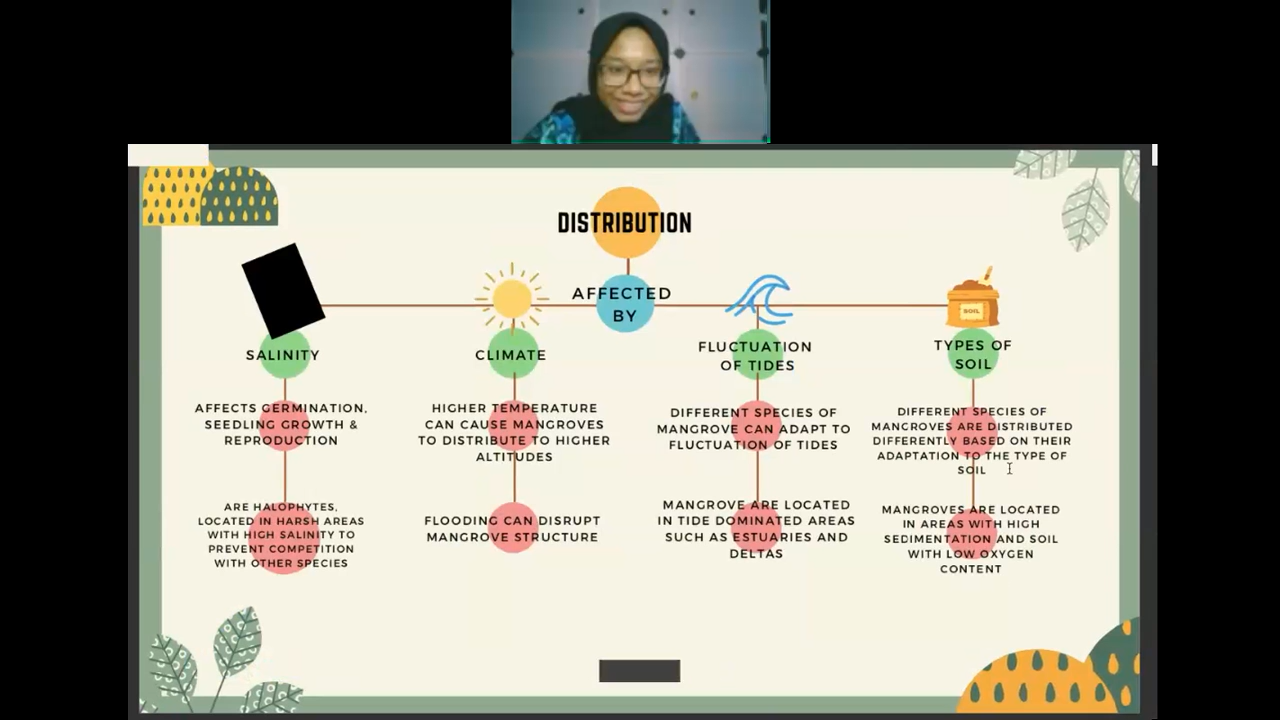 DISTRIBUTION
AFFECTED
BY
SALINITY
AFFECTS GERMINATION,
SEEDLING GROWTH &
REPRODUCTION
ARE HALOPHYTES,
LOCATED IN HARSH AREAS
WITH HIGH SALINITY TO
PREVENT COMPETITION
WITH OTHER SPECIES
CLIMATE
HIGHER TEMPERATURE
CAN CAUSE MANGROVES
TO DISTRIBUTE TO HIGHER
ALTITUDES
FLOODING CAN DISRUPT
MANGROVE STRUCTURE
FLUCTUATION
OF TIDES
DIFFERENT SPECIES OF
MANGROVE CAN ADAPT TO
FLUCTUATION OF TIDES
MANGROVE ARE LOCATED
IN TIDE DOMINATED AREAS
SUCH AS ESTUARIES AND
DELTAS
SOIL
TYPES OF
SOIL
DIFFERENT SPECIES OF
MANGROVES ARE DISTRIBUTED
DIFFERENTLY BASED ON THEIR
ADAPTATION TO THE TYPE OF
SOIL
MANGROVES ARE LOCATED
IN AREAS WITH HIGH
SEDIMENTATION AND SOIL
WITH LOW OXYGEN
CONTENT